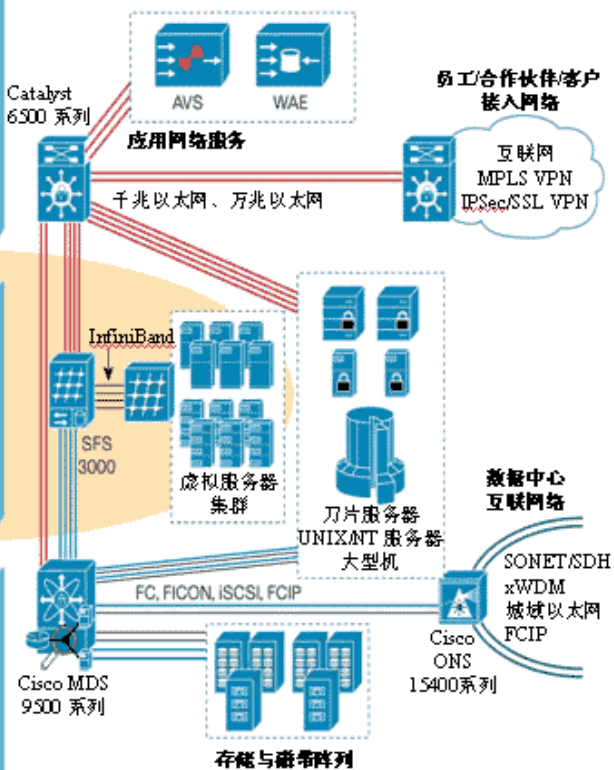 AVS
WAE
应用网络服务
Catalyst
6500 系列
员工/合作伙伴/客户
接入网络
互联网
MPLS VPN
IPSec/SSL VPN
千兆以太网、万兆以太网
InfiniBand
SFS
3000
虚拟服务器
集群
刀片服务器
UNIX/NT 服务器
大型机
数据中心
互联网络
SONET/SDH
xWDM
城域以太网
FCIP
FC, FICON, iSCSI, FCIP
Cisco
ONS
15400系列
Cisco MDS
9500 系列
存储与磁带阵列